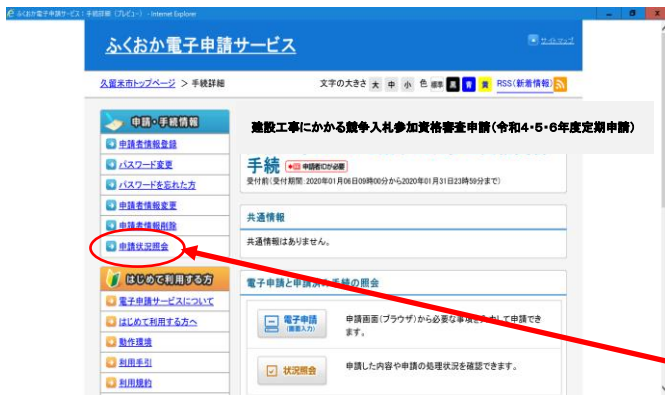 ふくおか電子申請サービス:手続詳細 (プレビュー) - Internet Explorer
ふくおか電子申請サービス
サイトマップ
久留米市トップページ > 手続詳細
文字の大きさ 大 中 小 色 標準 黒 青 黄 RSS(新着情報)
申請・手続情報
申請者情報登録
パスワード変更
パスワードを忘れた方
申請者情報変更
申請者情報削除
申請状況照会
はじめて利用する方
電子申請サービスについて
はじめて利用する方へ
動作環境
利用手引
利用規約
建設工事にかかる競争入札参加資格審査申請(令和4・5・6年度定期申請)
手続 申請者IDが必要
受付前(受付期間:2020年01月06日09時00分から2020年01月31日23時59分まで)
共通情報
共通情報はありません。
電子申請と申請済の手続の照会
電子申請
(画面入力)
申請画面(ブラウザ)から必要な事項を入力して申請でき
ます。
状況照会
申請した内容や申請の処理状況を確認できます。